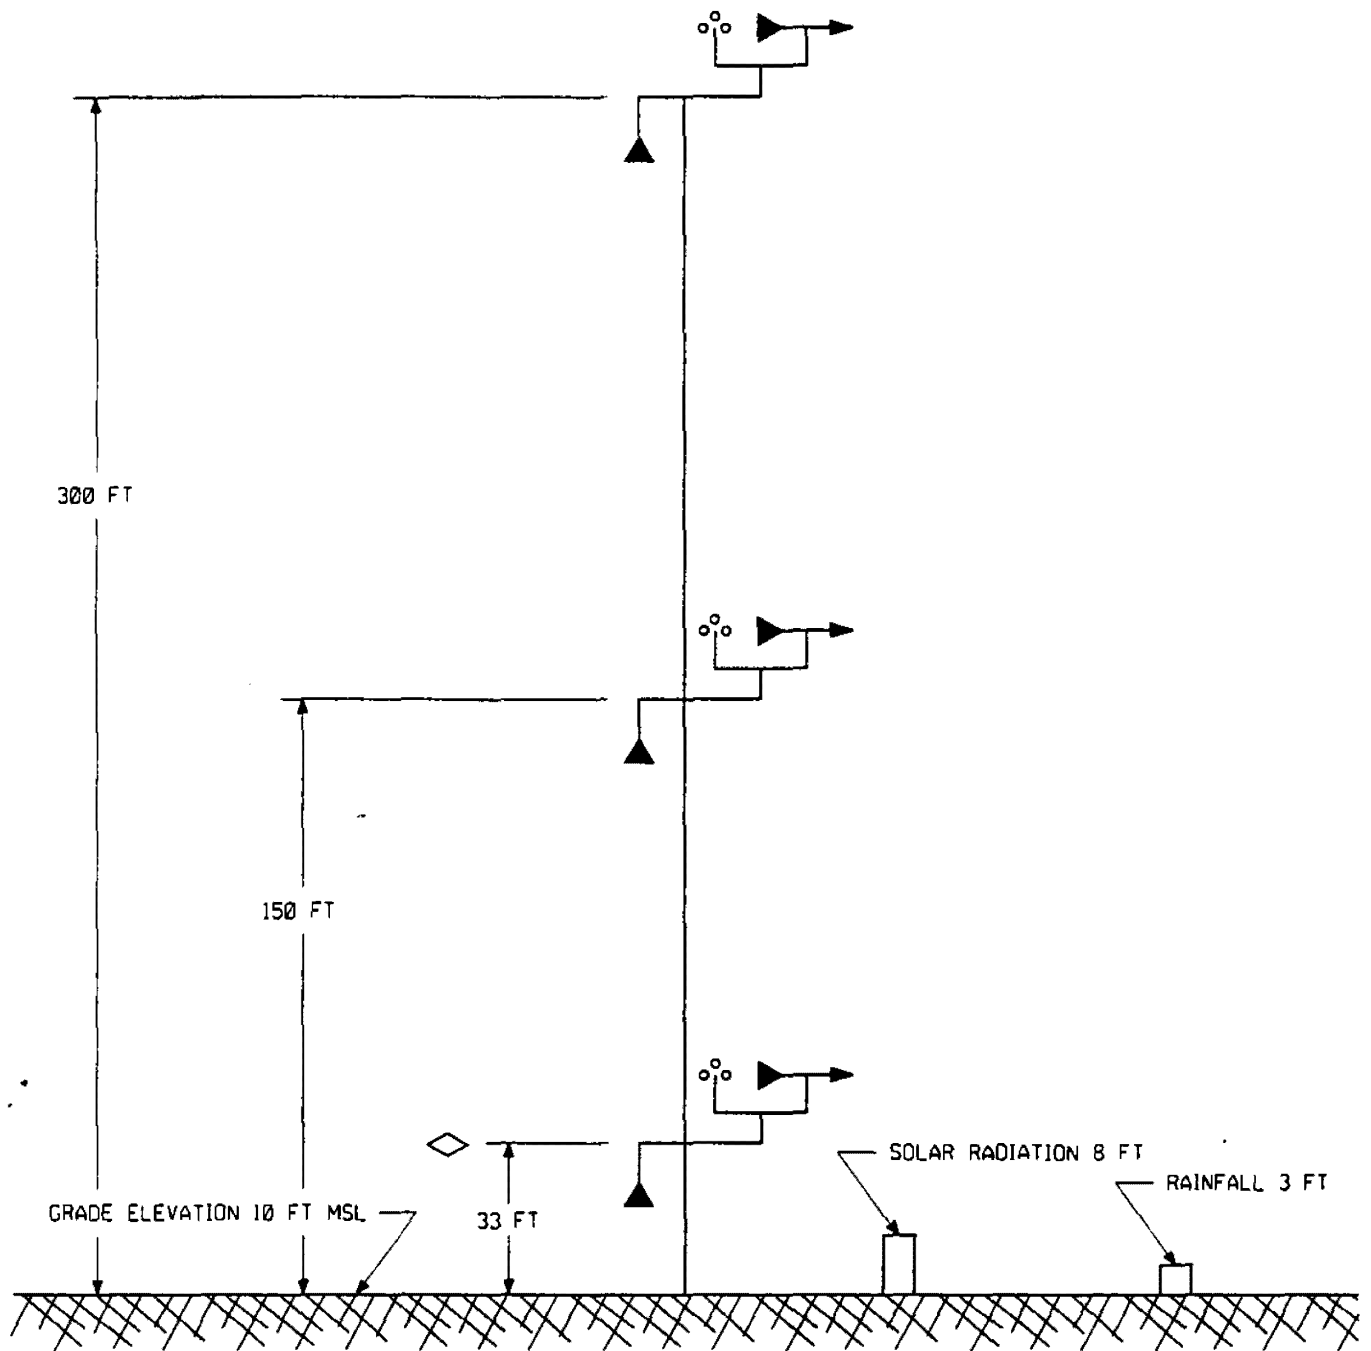 300 FT
150 FT
SOLAR RADIATION 8 FT
RAINFALL 3 FT
GRADE ELEVATION 10 FT MSL
33 FT